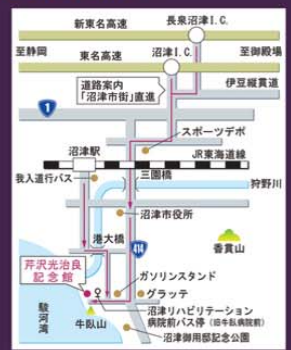 新東名高速
長泉沼津I.C.
至静岡
東名高速
沼津I.C.
至御殿場
道路案内
「沼津市街」直進
伊豆縦貫道
1
スポーツデポ
沼津駅
JR東海道線
我入道行バス
三園橋
狩野川
沼津市役所
港大橋
414
香貫山
芹沢光治良
記念館
ガソリンスタンド
グラッテ
駿河湾
牛臥山
沼津リハビリテーション
病院前バス停（旧牛臥病院前）
沼津御用邸記念公園